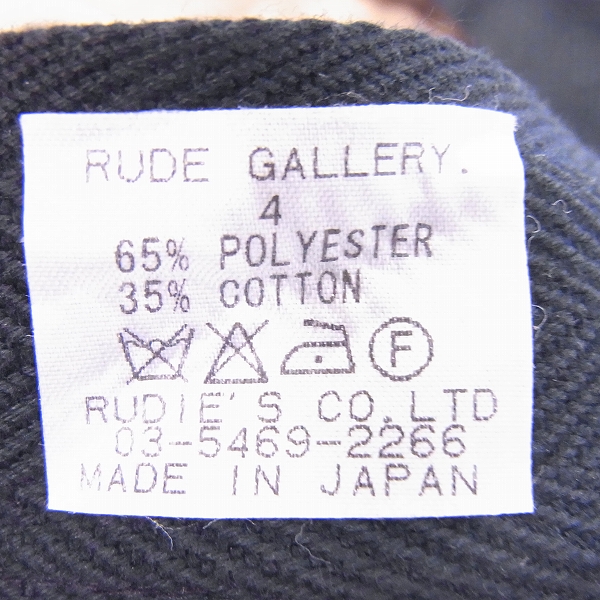 RUDE GALLERY.
4
65% POLYESTER
35% COTTON
F
RUDIE'S CO.LTD
03-5469-2266
MADE IN JAPAN